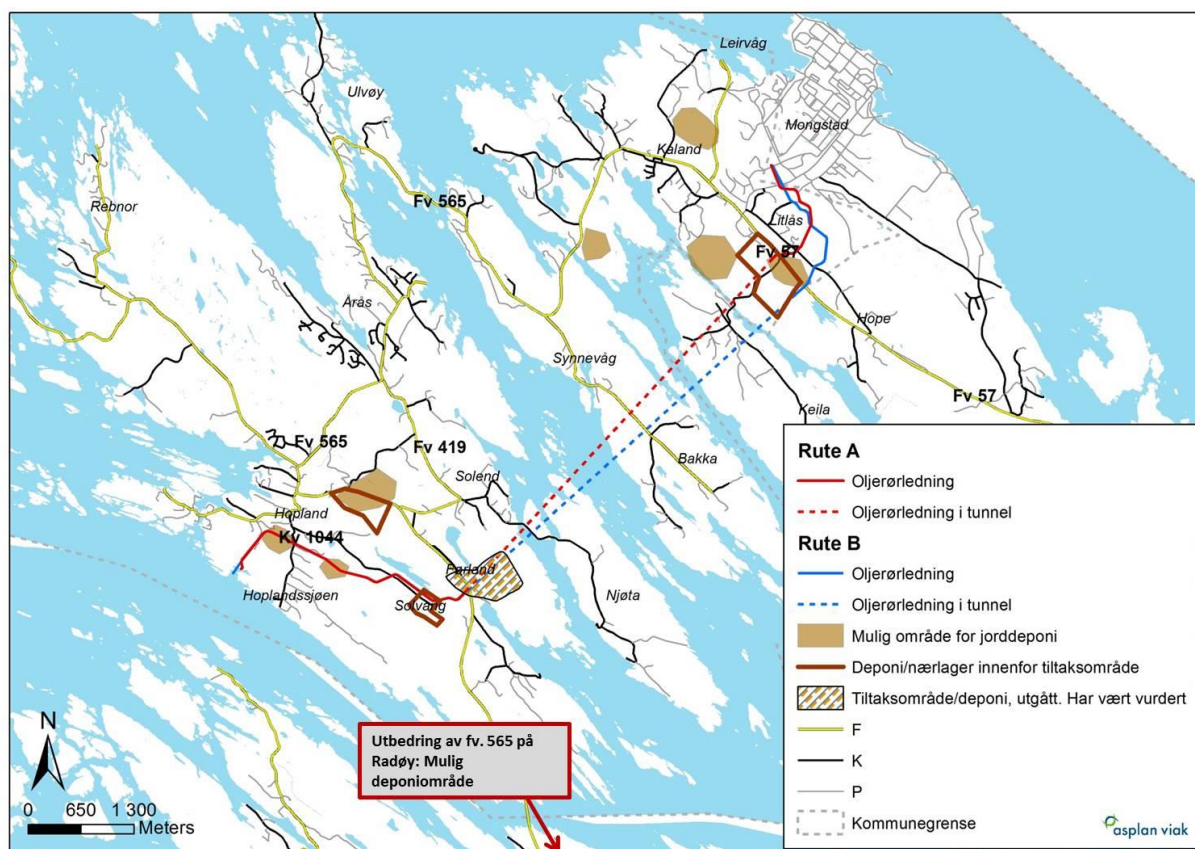 Leirvåg
Ulvøy
Mongstad
Kåland
Rebnor
Fv 565
Litlås
Fv 57
Årås
Hope
Synnevåg
Keila
Fv 57
Fv 565
Fv 419
Bakka
Solend
Hopland
Kv 1044
Førland
Hoplandssjøen
Solvang
Njøta
Rute A
Oljerørledning
Oljerørledning i tunnel
Rute B
Oljerørledning
Oljerørledning i tunnel
Mulig område for jorddeponi
Deponi/nærlager innenfor tiltaksområde
Tiltaksområde/deponi, utgått. Har vært vurdert
F
K
P
Kommunegrense
asplan viak
Utbedring av fv. 565 på
Radøy: Mulig
deponiområde
N
0 650 1 300
Meters